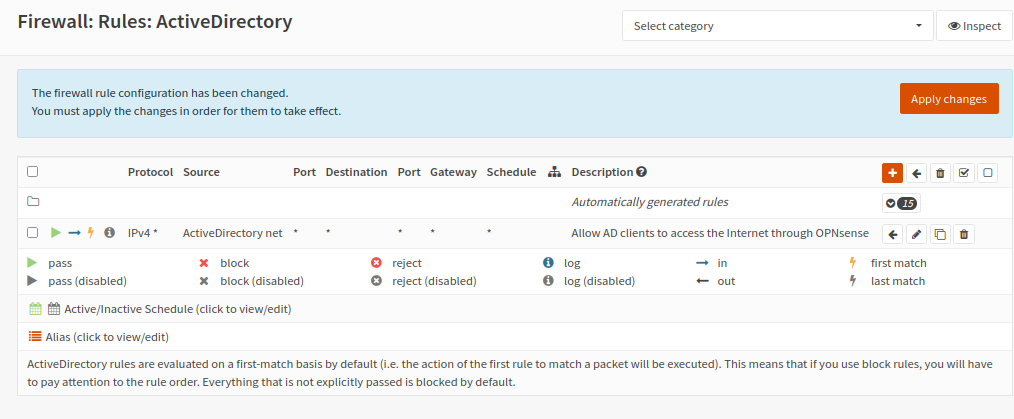 Firewall: Rules: ActiveDirectory
Select category
Inspect
The firewall rule configuration has been changed.
You must apply the changes in order for them to take effect.
Apply changes
Protocol Source Port Destination Port Gateway Schedule Description
Automatically generated rules 15
IPv4 * ActiveDirectory net * * * * * Allow AD clients to access the Internet through OPNsense
pass block reject log in first match
pass (disabled) block (disabled) reject (disabled) log (disabled) out last match
Active/Inactive Schedule (click to view/edit)
Alias (click to view/edit)
ActiveDirectory rules are evaluated on a first-match basis by default (i.e. the action of the first rule to match a packet will be executed). This means that if you use block rules, you will have
to pay attention to the rule order. Everything that is not explicitly passed is blocked by default.